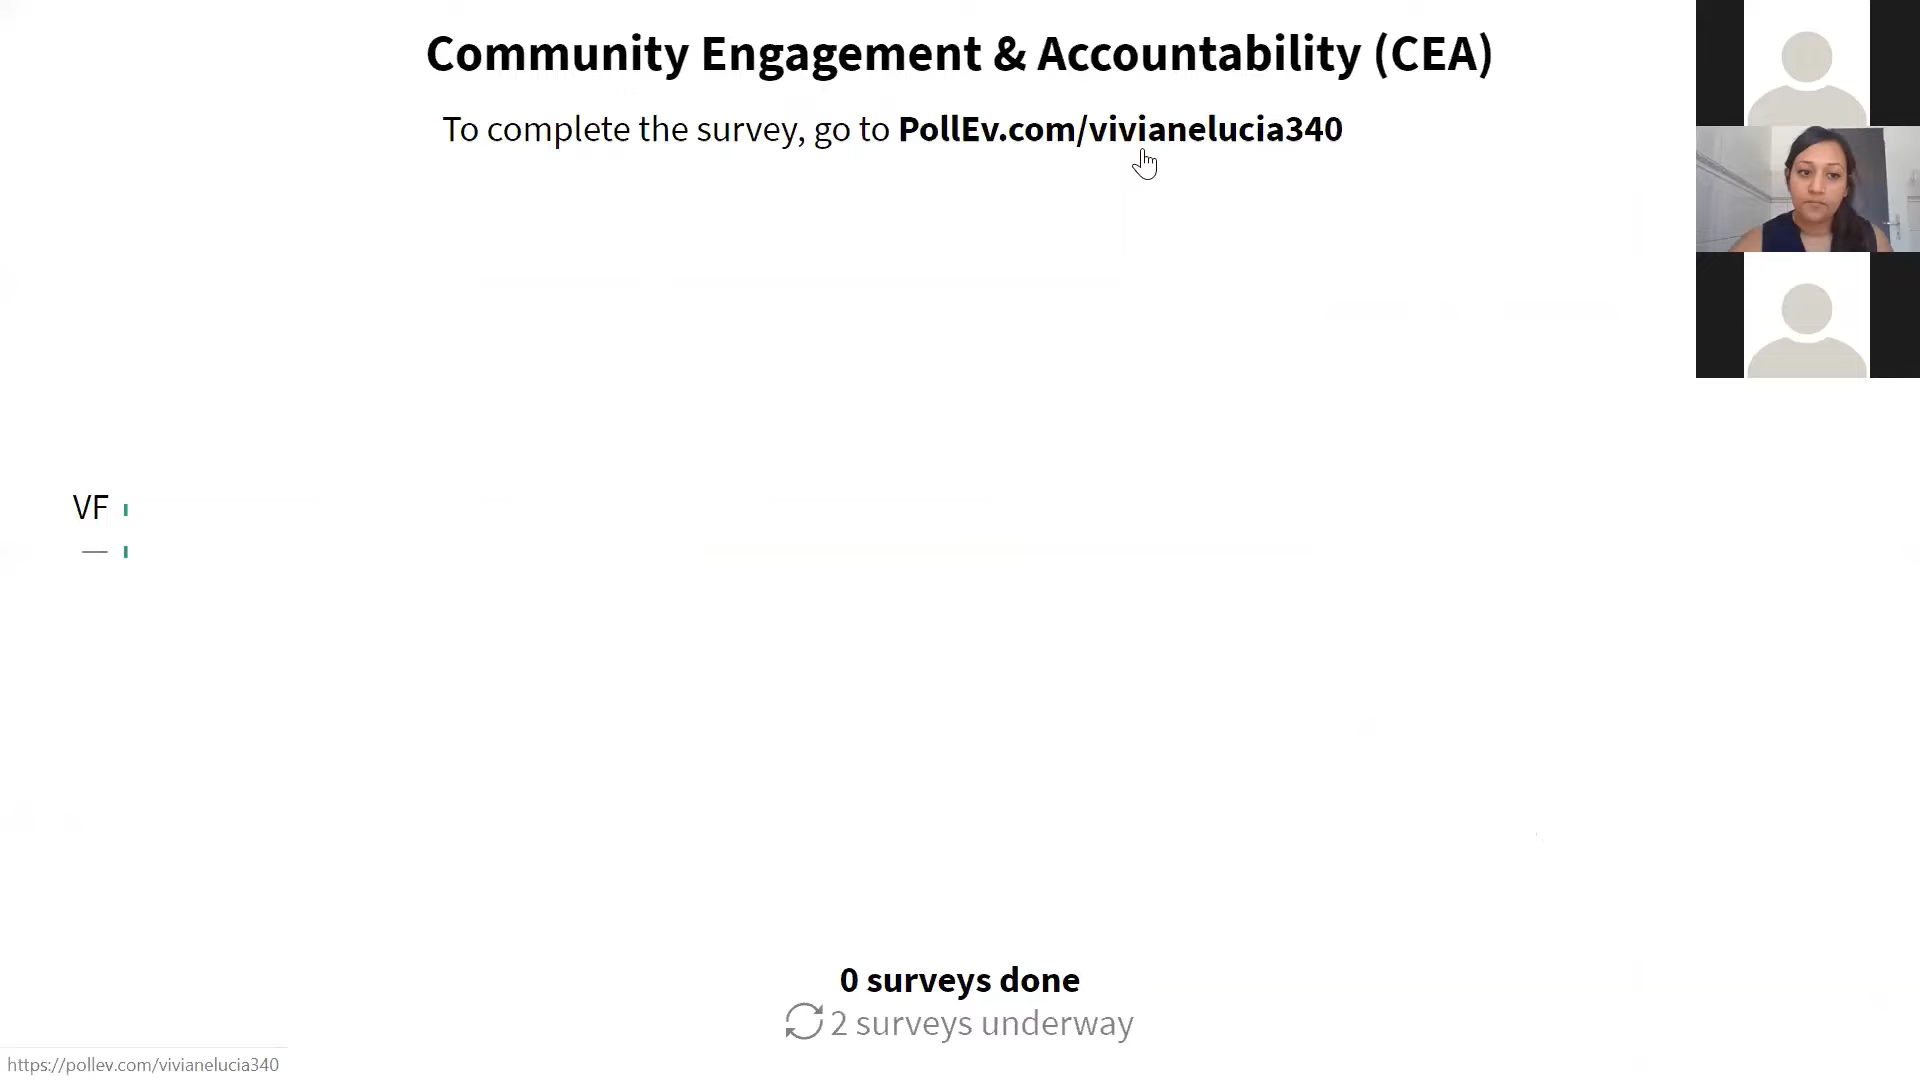 Community Engagement & Accountability (CEA)
To complete the survey, go to PollEv.com/vivianelucia340
VF
—
0 surveys done
2 surveys underway
https://pollev.com/vivianelucia340